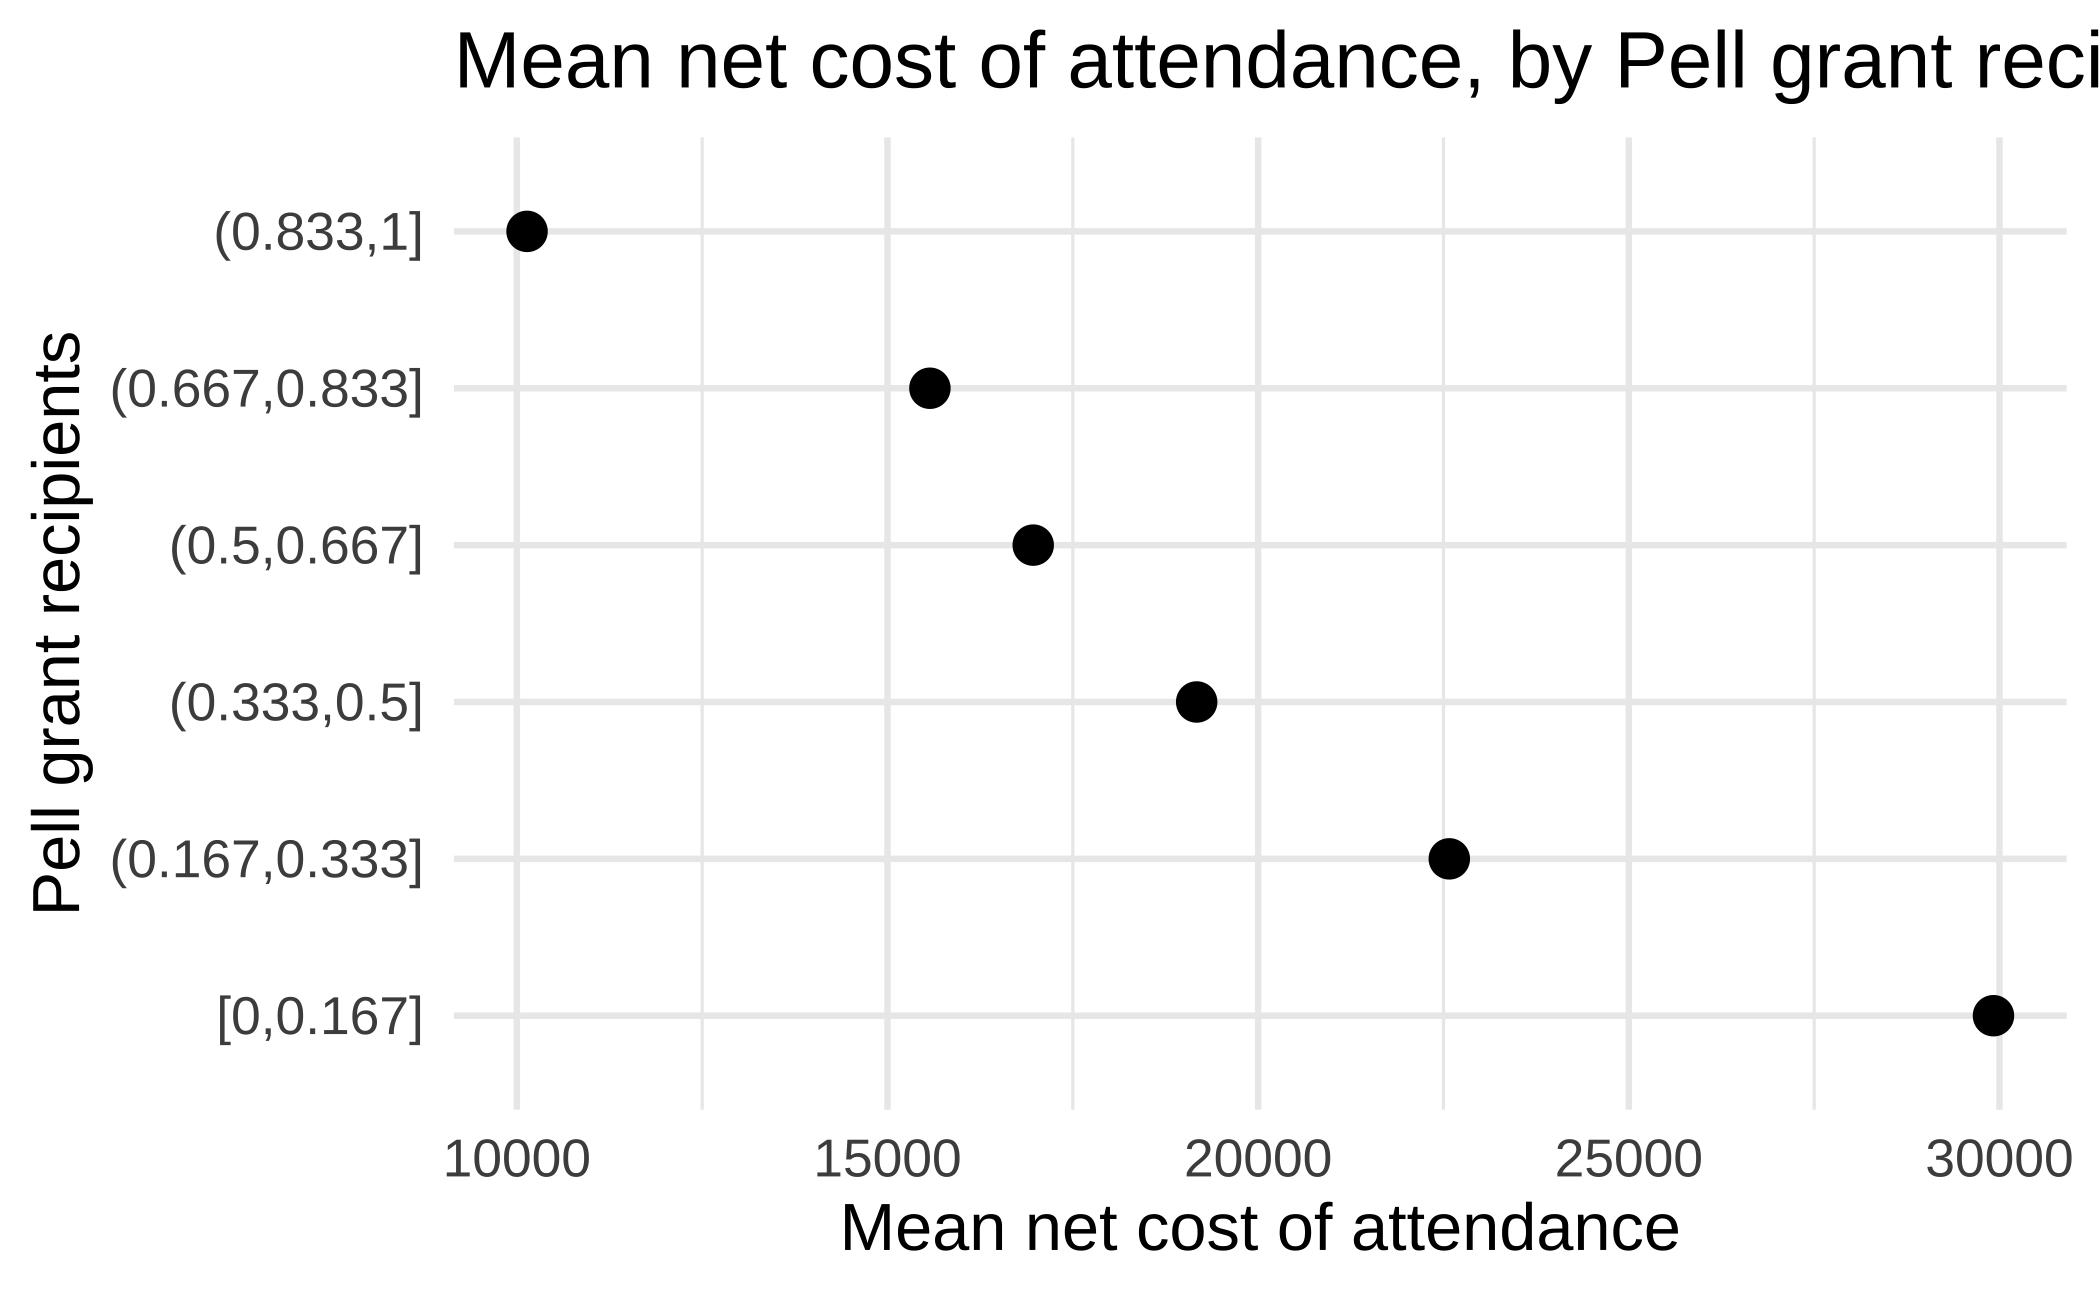 Mean net cost of attendance, by Pell grant reci
Pell grant recipients
(0.833,1]
(0.667,0.833]
(0.5,0.667]
(0.333,0.5]
(0.167,0.333]
[0,0.167]
10000 15000 20000 25000 30000
Mean net cost of attendance